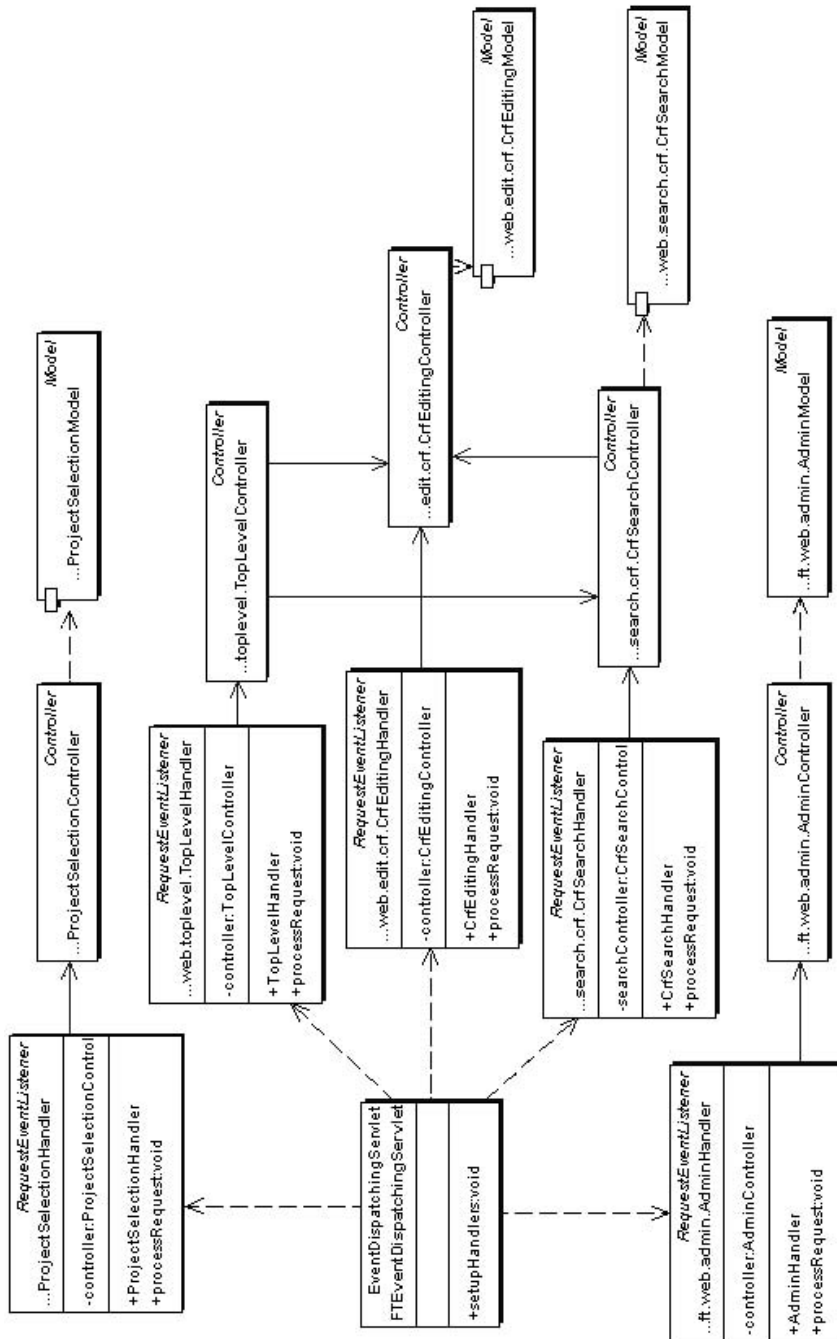 RequestEventListener
...ProjectSelectionHandler
-controller:ProjectSelectionControl
+ProjectSelectionHandler
+processRequest:void
Controller
...ProjectSelectionController
Model
...ProjectSelectionModel
RequestEventListener
...web.toplevel.TopLevelHandler
-controller:TopLevelController
+TopLevelHandler
+processRequest:void
Controller
...toplevel.TopLevelController
EventDispatchingServlet
FTEventDispatchingServlet
+setupHandlers:void
RequestEventListener
...web.edit.crf.CrfEditingHandler
-controller:CrfEditingController
+CrfEditingHandler
+processRequest:void
Controller
...edit.crf.CrfEditingController
Model
...web.edit.crf.CrfEditingModel
RequestEventListener
...search.crf.CrfSearchHandler
-searchController:CrfSearchControl
+CrfSearchHandler
+processRequest:void
Controller
...search.crf.CrfSearchController
Model
...web.search.crf.CrfSearchModel
RequestEventListener
...ft.web.admin.AdminHandler
-controller:AdminController
+AdminHandler
+processRequest:void
Controller
...ft.web.admin.AdminController
Model
...ft.web.admin.AdminModel